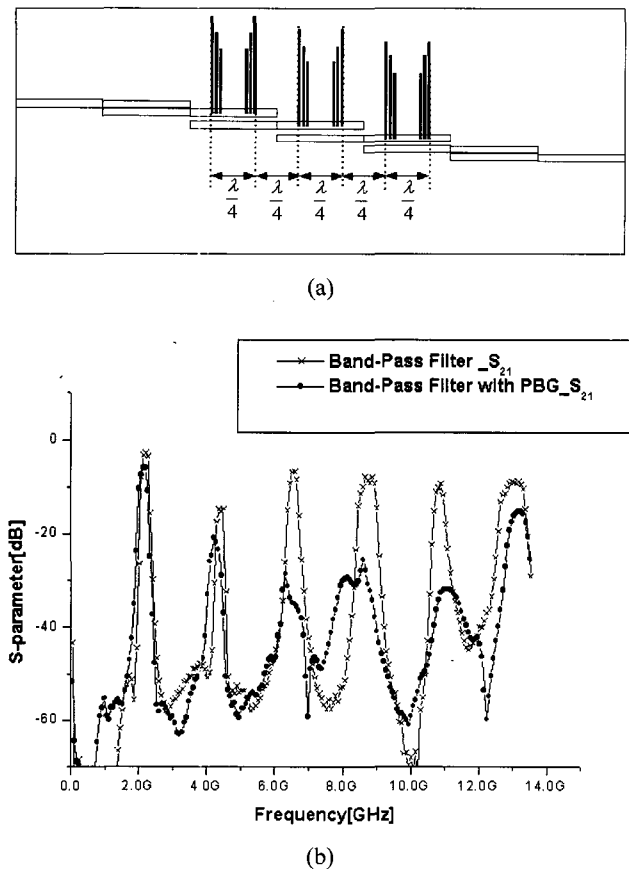 λ/4 λ/4 λ/4 λ/4 λ/4
(a)
Band-Pass Filter _S21
Band-Pass Filter with PBG_S21
0
-20
-40
-60
S-parameter[dB]
0.0 2.0G 4.0G 6.0G 8.0G 10.0G 12.0G 14.0G
Frequency[GHz]
(b)